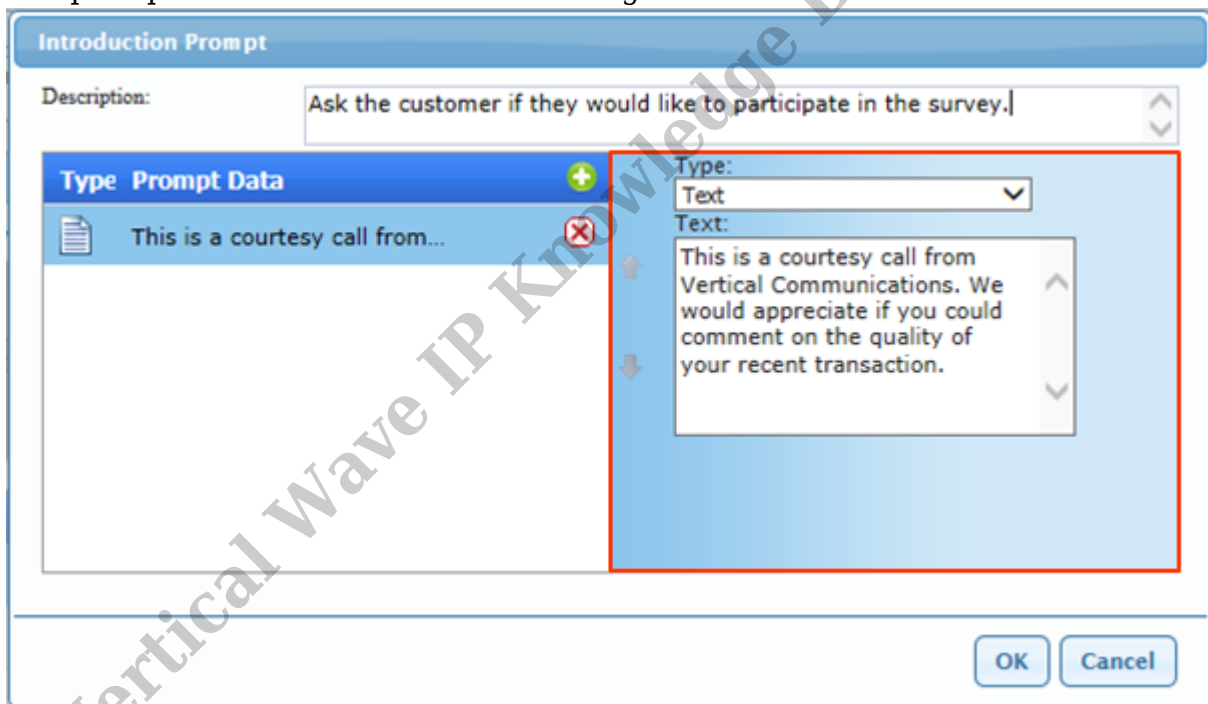 Introduction Prompt
Description:
Ask the customer if they would like to participate in the survey.
Type Prompt Data
This is a courtesy call from...
Type:
Text
Text:
This is a courtesy call from
Vertical Communications. We
would appreciate if you could
comment on the quality of
your recent transaction.
OK Cancel
Vertical Wave IP Knowledge